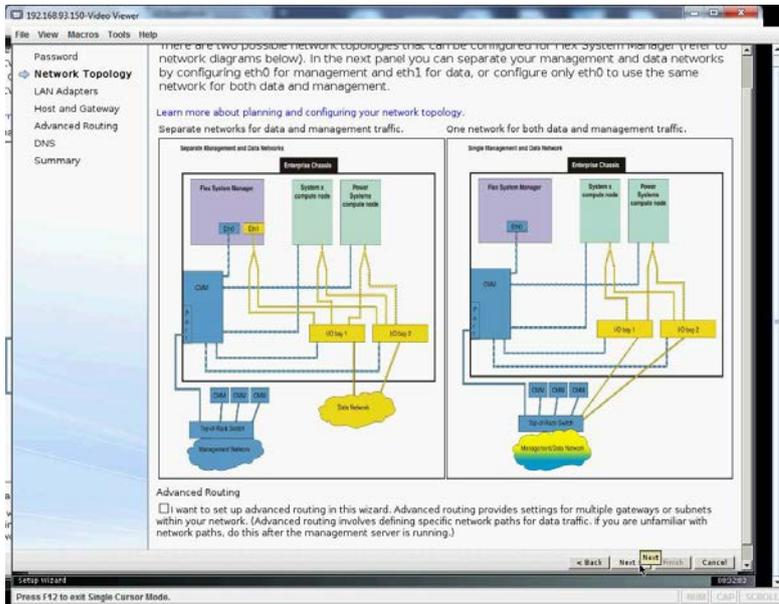 192.168.93.150-Video Viewer
File View Macros Tools Help
Password
Network Topology
LAN Adapters
Host and Gateway
Advanced Routing
DNS
Summary
There are two possible network topologies that can be configured for Flex System Manager (refer to
network diagrams below). In the next panel you can separate your management and data networks
by configuring eth0 for management and eth1 for data, or configure only eth0 to use the same
network for both data and management.
Learn more about planning and configuring your network topology.
Separate networks for data and management traffic.
Separate Management and Data Networks
Enterprise Chassis
Flex System Manager
System x
compute node
Power
Systems
compute node
Eth0
Eth1
CMM
Port
I/O bay 1
I/O bay 2
CMM
CMM
CMM
Top-of-Rack Switch
Management Network
Data Network
One network for both data and management traffic.
Single Management and Data Network
Enterprise Chassis
Flex System Manager
System x
compute node
Power
Systems
compute node
Eth0
CMM
Port
I/O bay 1
I/O bay 2
CMM
CMM
CMM
Top-of-Rack Switch
Management/Data Network
Advanced Routing
I want to set up advanced routing in this wizard. Advanced routing provides settings for multiple gateways or subnets
within your network. (Advanced routing involves defining specific network paths for data traffic. If you are unfamiliar with
network paths, do this after the management server is running.)
< Back
Next
Next
Finish
Cancel
Setup Wizard
Press F12 to exit Single Cursor Mode.
NUM
CAP
SCROLL